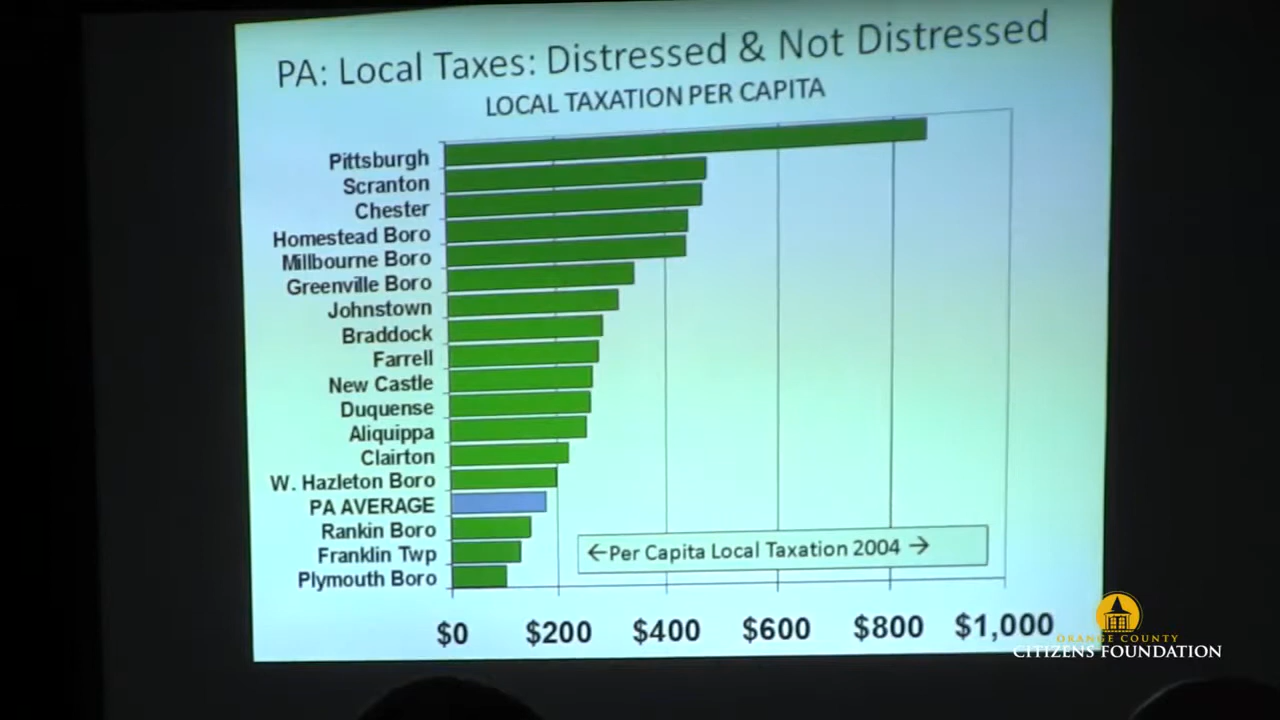 PA: Local Taxes: Distressed & Not Distressed
LOCAL TAXATION PER CAPITA
Pittsburgh
Scranton
Chester
Homestead Boro
Millbourne Boro
Greenville Boro
Johnstown
Braddock
Farrell
New Castle
Duquense
Aliquippa
Clairton
W. Hazleton Boro
PA AVERAGE
Rankin Boro
Franklin Twp
Plymouth Boro
←Per Capita Local Taxation 2004 →
$0 $200 $400 $600 $800 $1,000
ORANGE COUNTY
CITIZENS FOUNDATION